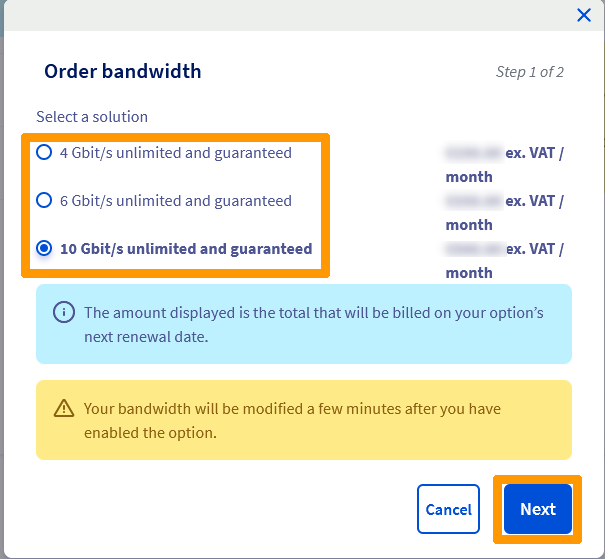 Order bandwidth
Step 1 of 2
Select a solution
4 Gbit/s unlimited and guaranteed
ex. VAT /
month
6 Gbit/s unlimited and guaranteed
ex. VAT /
month
10 Gbit/s unlimited and guaranteed
ex. VAT /
month
The amount displayed is the total that will be billed on your option’s
next renewal date.
Your bandwidth will be modified a few minutes after you have
enabled the option.
Cancel
Next